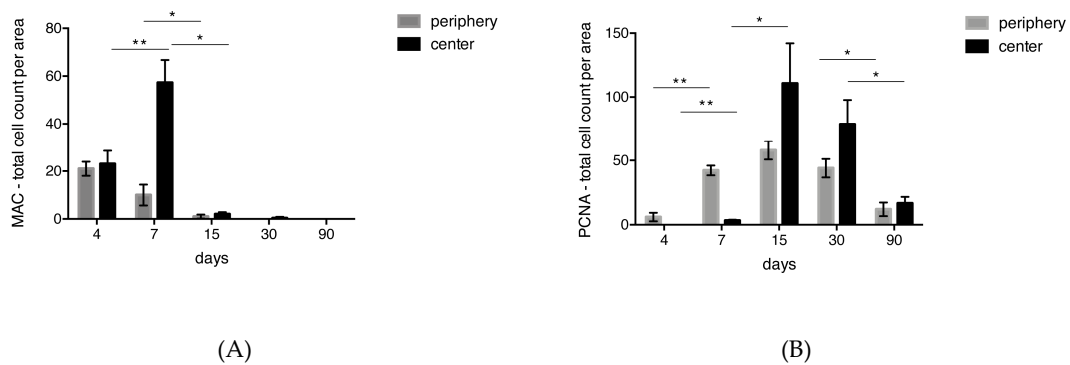 MAC - total cell count per area
80
60
40
20
0
*
** *
4 7 15 30 90
days
periphery
center
(A)
PCNA - total cell count per area
150
100
50
0
*
*
** *
**
4 7 15 30 90
days
periphery
center
(B)